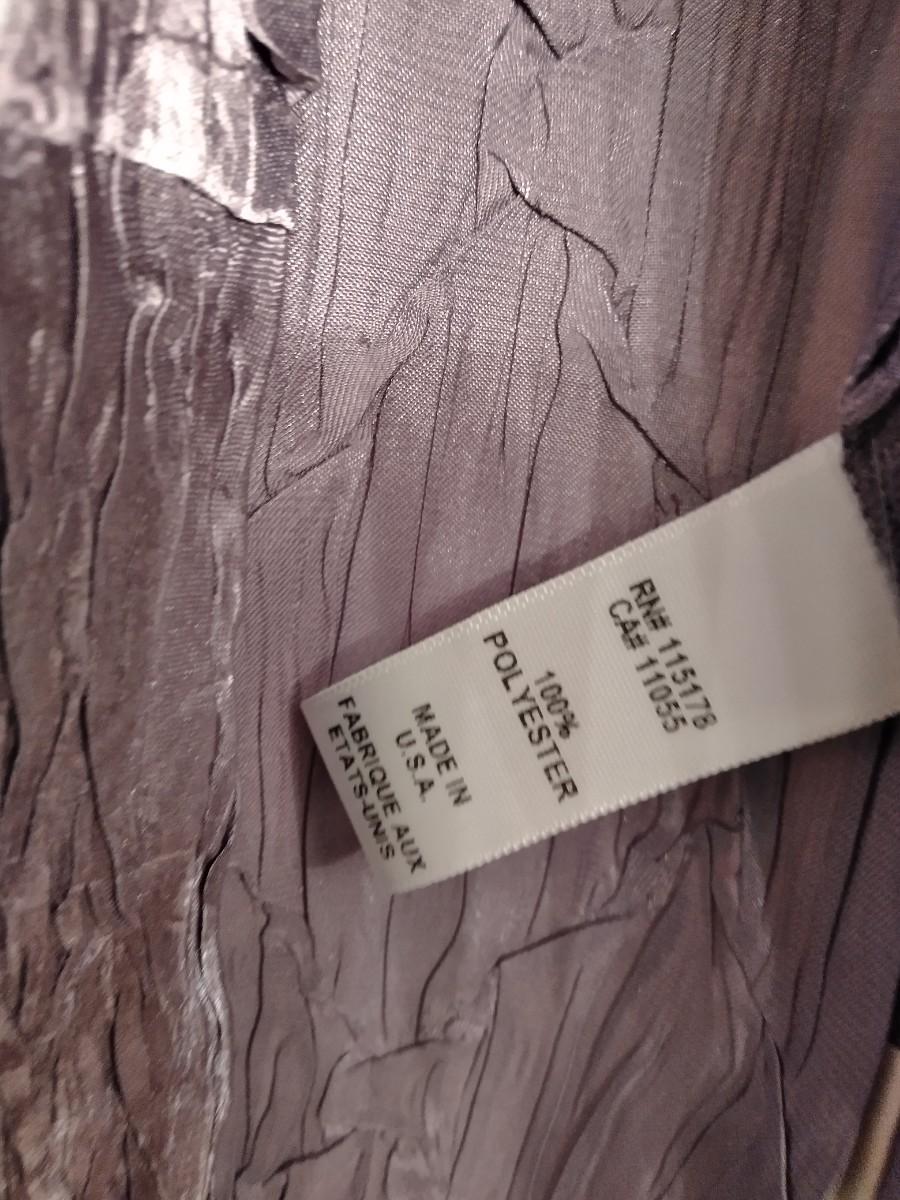 RN# 115178
CA# 11055
100%
POLYESTER
MADE IN
U.S.A.
FABRIQUE AUX
ETATS-UNIS